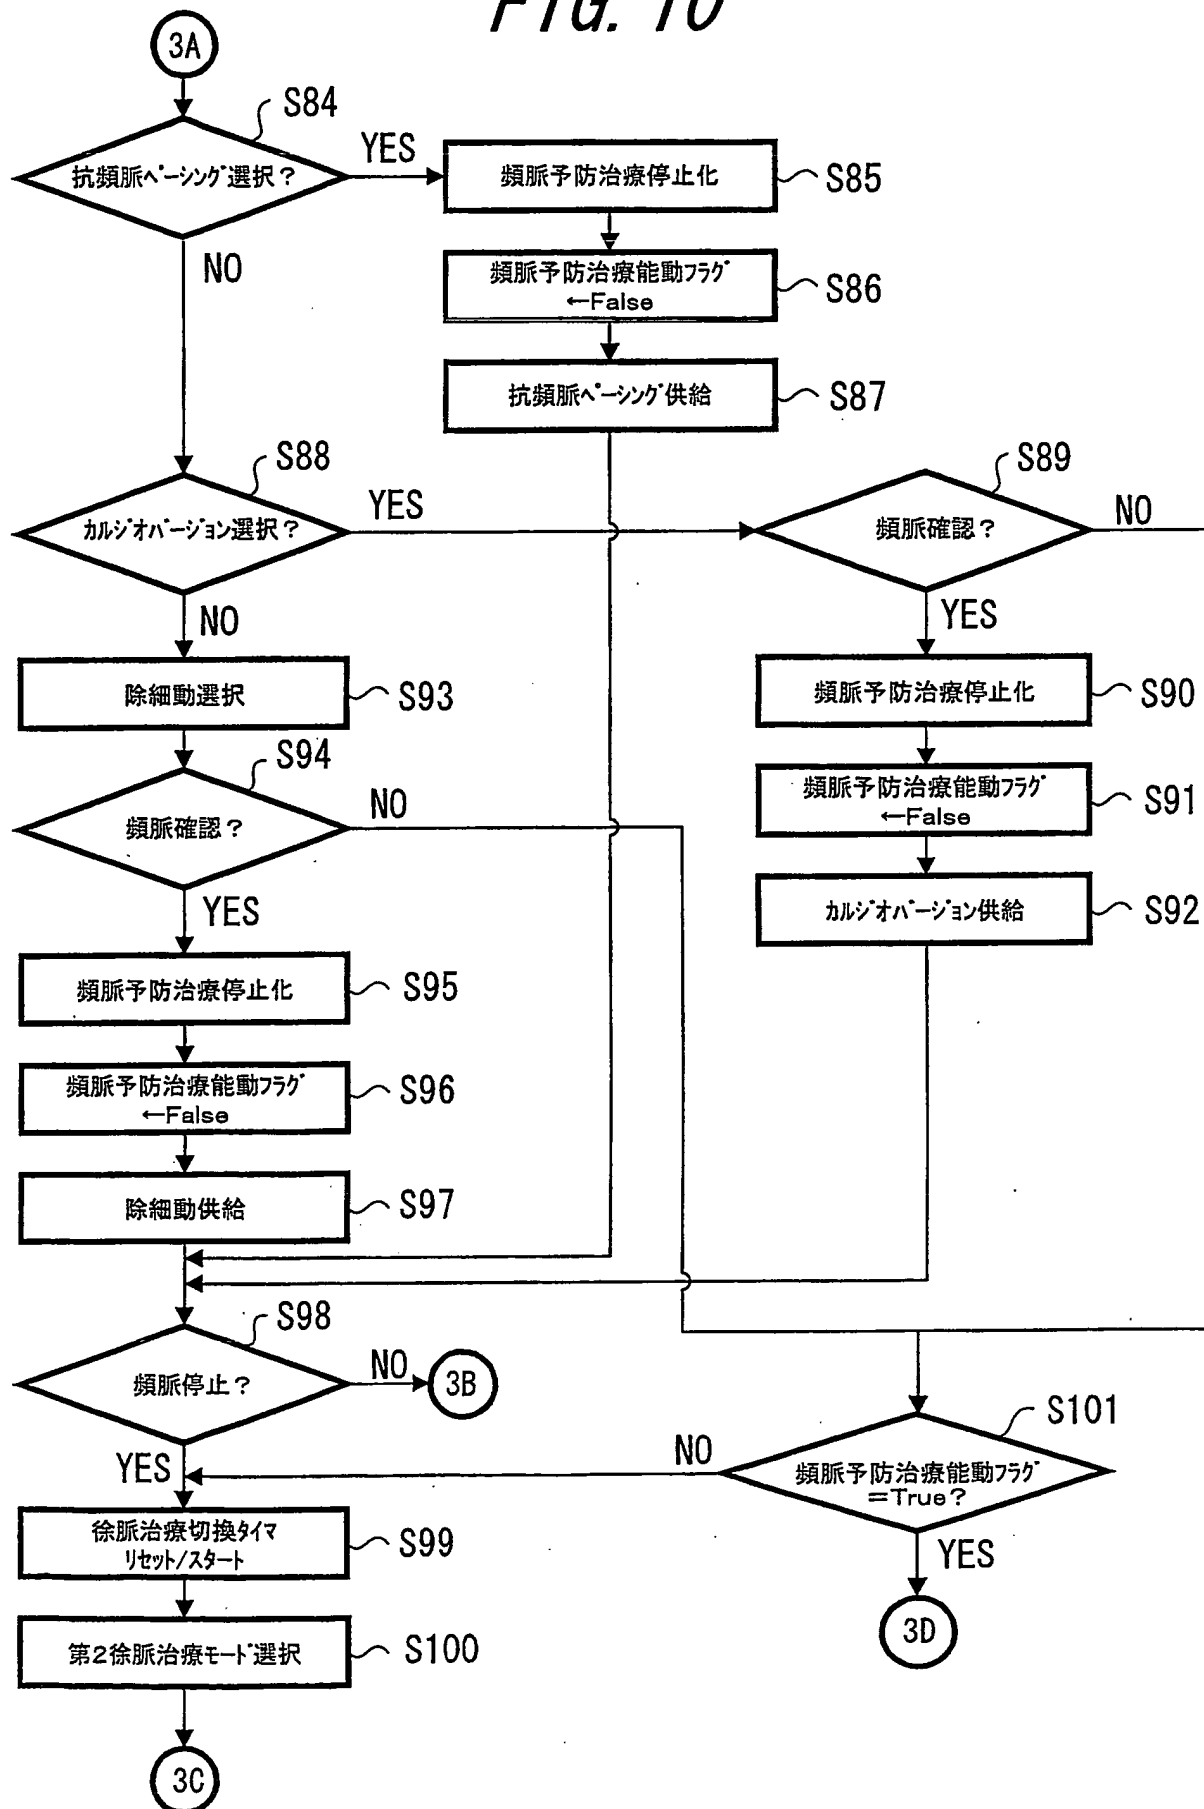 FIG. 10
3A
S84
抗頻脈ペーシング選択？
YES
NO
頻脈予防治療停止化
S85
頻脈予防治療能動フラグ
←False
S86
抗頻脈ペーシング供給
S87
S88
カルジオバージョン選択？
YES
NO
S89
頻脈確認？
NO
YES
頻脈予防治療停止化
S90
頻脈予防治療能動フラグ
←False
S91
カルジオバージョン供給
S92
除細動選択
S93
S94
頻脈確認？
NO
YES
頻脈予防治療停止化
S95
頻脈予防治療能動フラグ
←False
S96
除細動供給
S97
S98
頻脈停止？
NO
3B
YES
S101
頻脈予防治療能動フラグ
＝True？
NO
YES
3D
徐脈治療切換タイマ
リセット/スタート
S99
第2徐脈治療モード選択
S100
3C